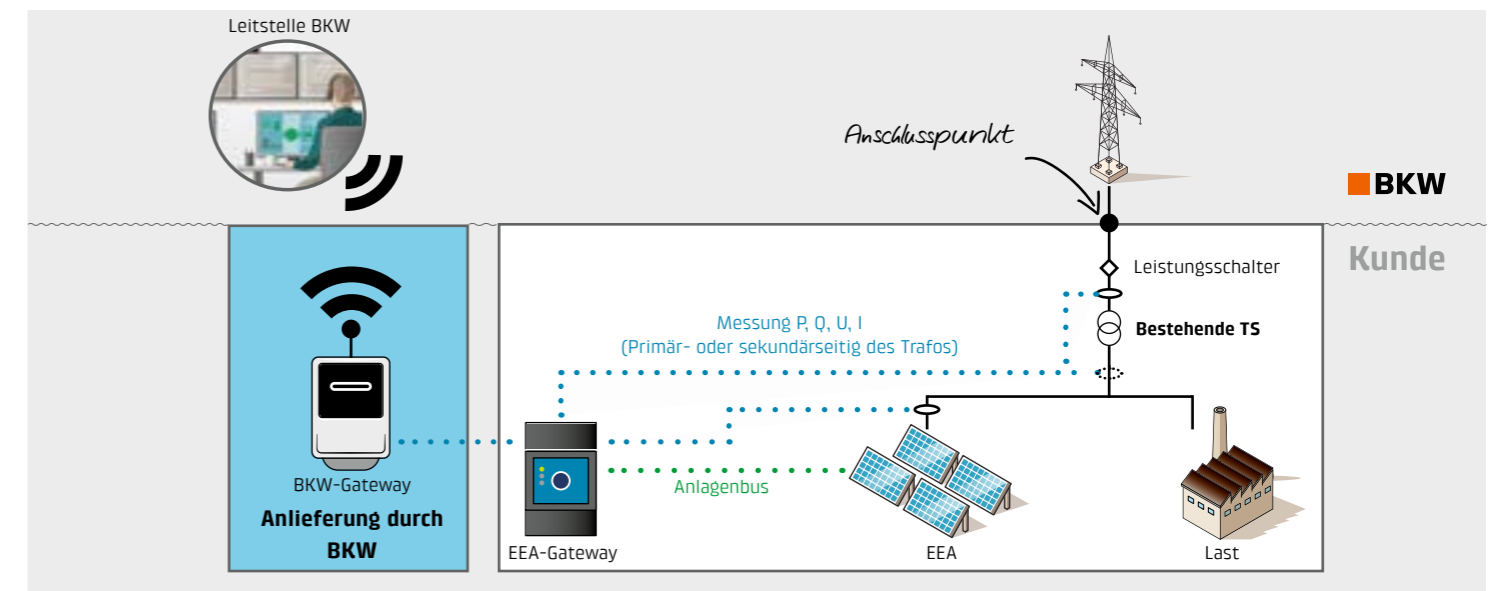 Leitstelle BKW
Anschlusspunkt
BKW
Kunde
Leistungsschalter
Messung P, Q, U, I
(Primär- oder sekundärseitig des Trafos)
Bestehende TS
BKW-Gateway
Anlieferung durch
BKW
Anlagenbus
EEA-Gateway
EEA
Last